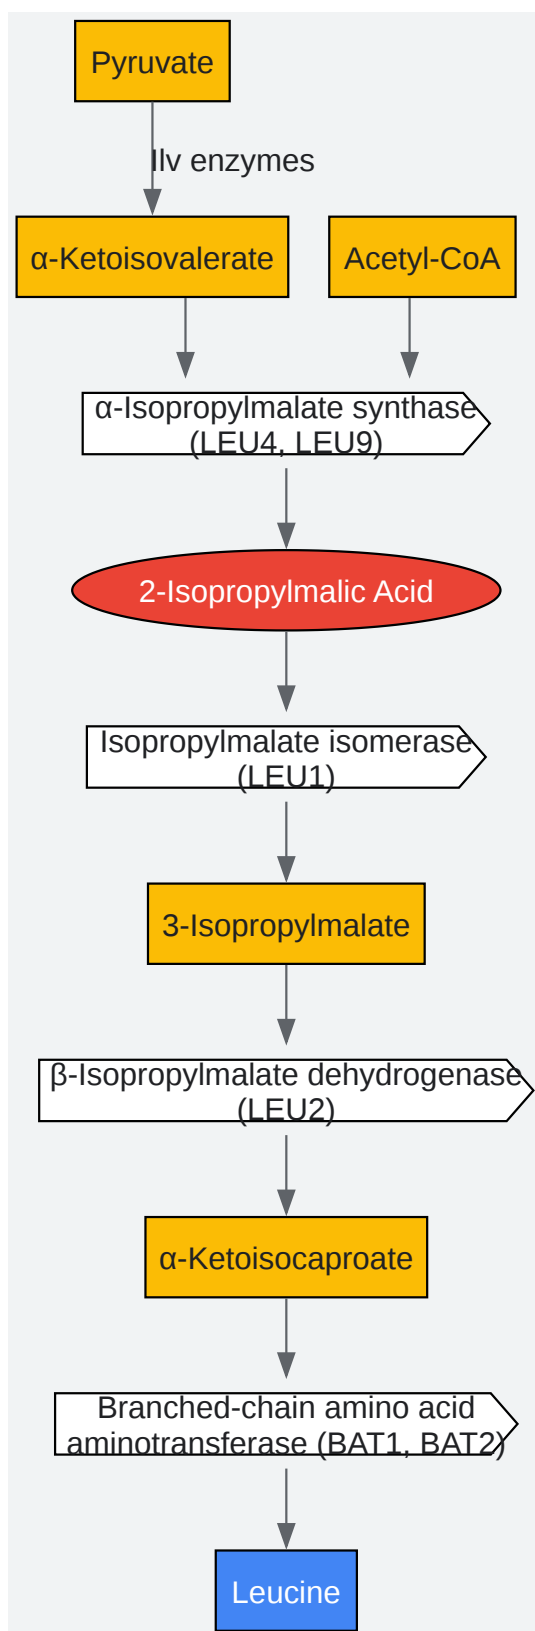 Pyruvate
Ilv enzymes
α-Ketoisovalerate
Acetyl-CoA
α-Isopropylmalate synthase
(LEU4, LEU9)
2-Isopropylmalic Acid
Isopropylmalate isomerase
(LEU1)
3-Isopropylmalate
β-Isopropylmalate dehydrogenase
(LEU2)
α-Ketoisocaproate
Branched-chain amino acid
aminotransferase (BAT1, BAT2)
Leucine